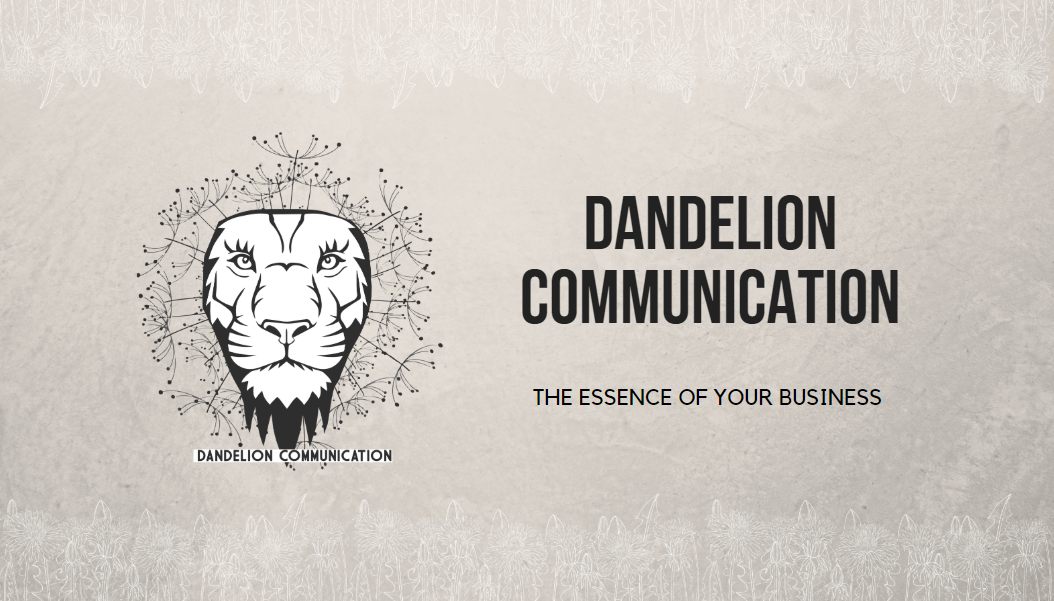 DANDELION
COMMUNICATION
THE ESSENCE OF YOUR BUSINESS
DANDELION COMMUNICATION